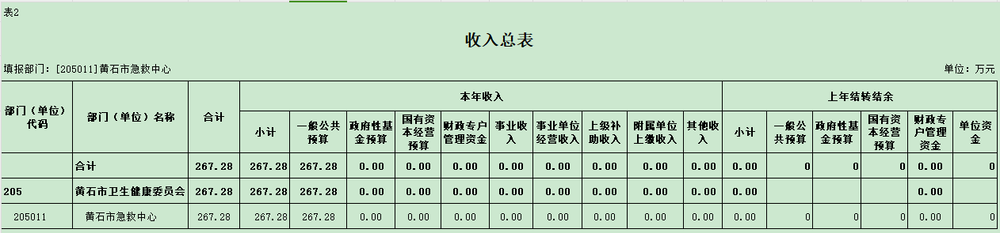 表2
收入总表
填报部门：[205011]黄石市急救中心 单位：万元
部门（单位）代码 部门（单位）名称 合计 本年收入 上年结转结余
小计 一般公共预算 政府性基金预算 国有资本经营预算 财政专户管理资金 事业收入 事业单位经营收入 上级补助收入 附属单位上缴收入 其他收入 小计 一般公共预算 政府性基金预算 国有资本经营预算 财政专户管理资金 单位资金
合计 267.28 267.28 267.28 0.00 0.00 0.00 0.00 0.00 0.00 0.00 0.00 0.00 0 0 0 0.00 0
205 黄石市卫生健康委员会 267.28 267.28 267.28 0.00 0.00 0.00 0.00 0.00 0.00 0.00 0.00 0.00 0.00
205011 黄石市急救中心 267.28 267.28 267.28 0.00 0.00 0.00 0.00 0.00 0.00 0.00 0.00 0.00 0 0 0 0.00 0